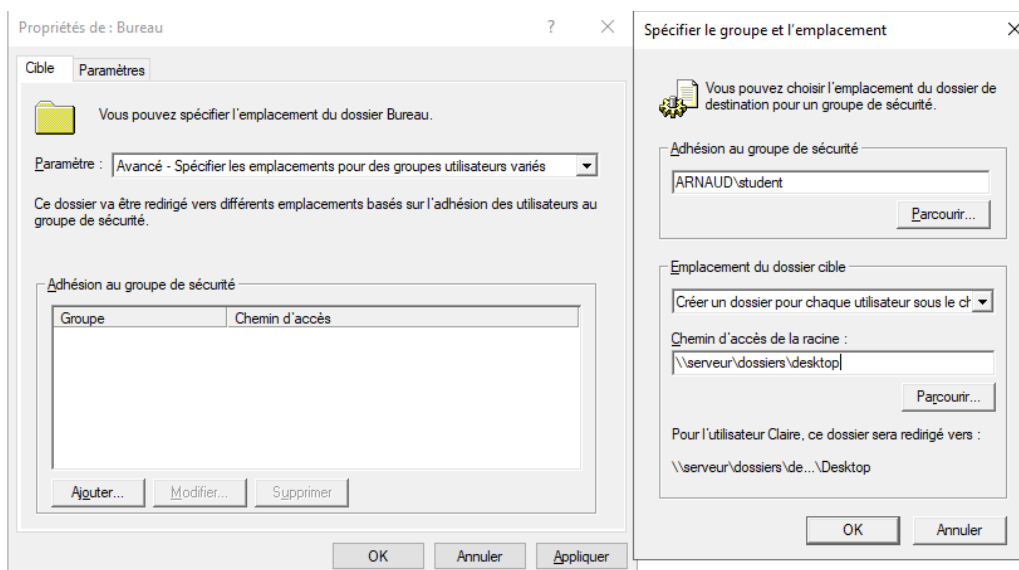 Propriétés de : Bureau
Cible
Paramètres
Vous pouvez spécifier l'emplacement du dossier Bureau.
Paramètre : Avancé - Spécifier les emplacements pour des groupes utilisateurs variés
Ce dossier va être redirigé vers différents emplacements basés sur l'adhésion des utilisateurs au
groupe de sécurité.
Adhésion au groupe de sécurité
Groupe
Chemin d'accès
Ajouter...
Modifier...
Supprimer
OK
Annuler
Appliquer
Spécifier le groupe et l'emplacement
Vous pouvez choisir l'emplacement du dossier de
destination pour un groupe de sécurité.
Adhésion au groupe de sécurité
ARNAUD\student
Parcourir...
Emplacement du dossier cible
Créer un dossier pour chaque utilisateur sous le ch
Chemin d'accès de la racine :
\\serveur\dossiers\desktop
Parcourir...
Pour l'utilisateur Claire, ce dossier sera redirigé vers :
\\serveur\dossiers\de...\Desktop
OK
Annuler